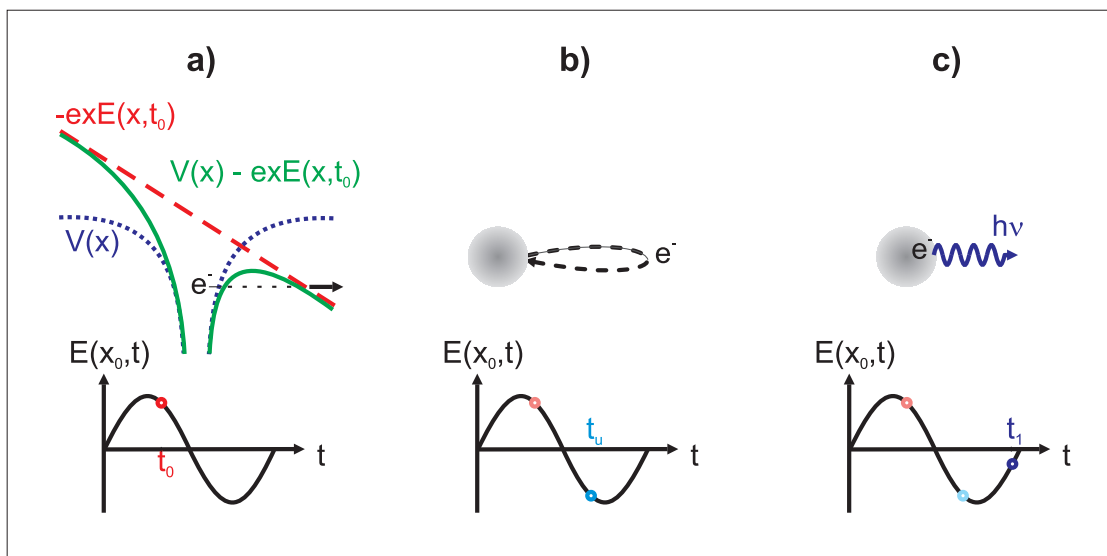 a)
-exE(x,t₀)
V(x) - exE(x,t₀)
V(x)
e⁻
E(x₀,t)
t₀
t
b)
e⁻
E(x₀,t)
tᵤ
t
c)
hν
e⁻
E(x₀,t)
t₁
t